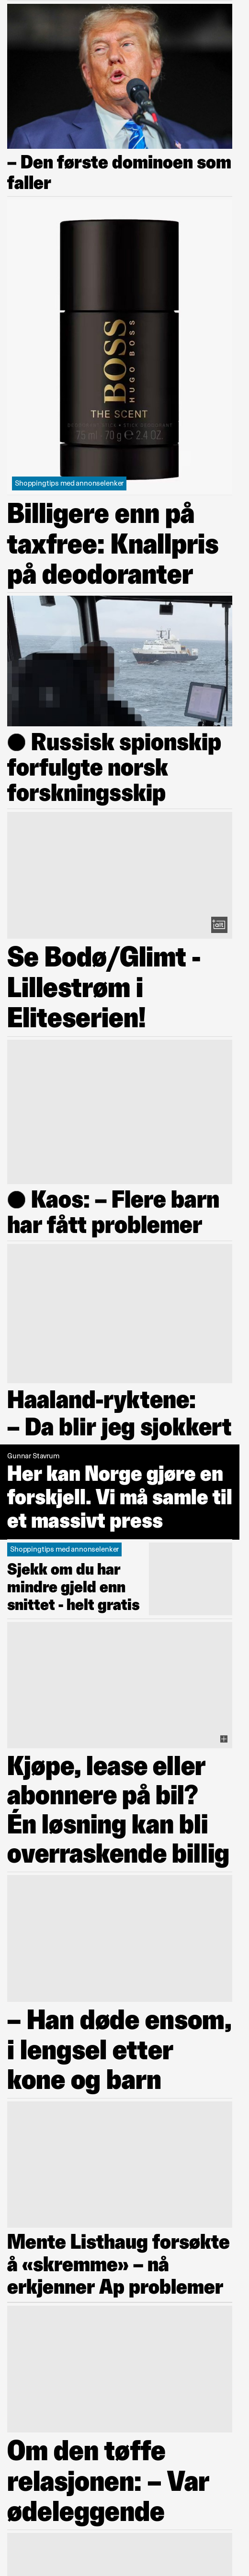 – Den første dominoen som
faller
BOSS
HUGO BOSS
THE SCENT
75 ml · 70 g ℮ 2.4 OZ
Shoppingtips med annonselenker
Billigere enn på
taxfree: Knallpris
på deodoranter
● Russisk spionskip
forfulgte norsk
forskningsskip
alt
Se Bodø/Glimt -
Lillestrøm i
Eliteserien!
● Kaos: – Flere barn
har fått problemer
Haaland-ryktene:
– Da blir jeg sjokkert
Gunnar Stavrum
Her kan Norge gjøre en
forskjell. Vi må samle til
et massivt press
Shoppingtips med annonselenker
Sjekk om du har
mindre gjeld enn
snittet - helt gratis
Kjøpe, lease eller
abonnere på bil?
Én løsning kan bli
overraskende billig
– Han døde ensom,
i lengsel etter
kone og barn
Mente Listhaug forsøkte
å «skremme» – nå
erkjenner Ap problemer
Om den tøffe
relasjonen: – Var
ødeleggende